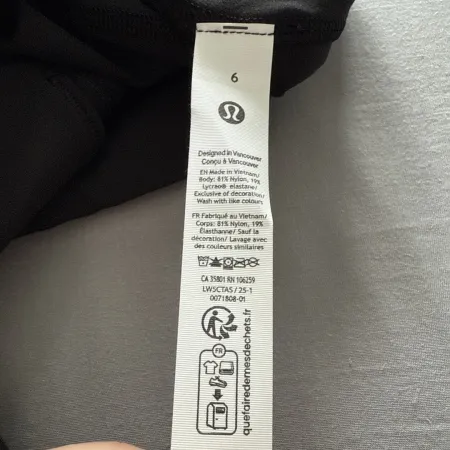 6
Designed in Vancouver
Conçu à Vancouver
EN Made in Vietnam/
Body: 81% Nylon, 19%
Lycra® elastane/
Exclusive of decoration/
Wash with like colours
FR Fabriqué au Vietnam/
Corps: 81% Nylon, 19%
Élasthanne/ Sauf la
décoration/ Lavage avec
des couleurs similaires
CA 35801 RN 106259
LW5CTAS / 25-1
0071808-01
FR
quefairedemesdechets.fr